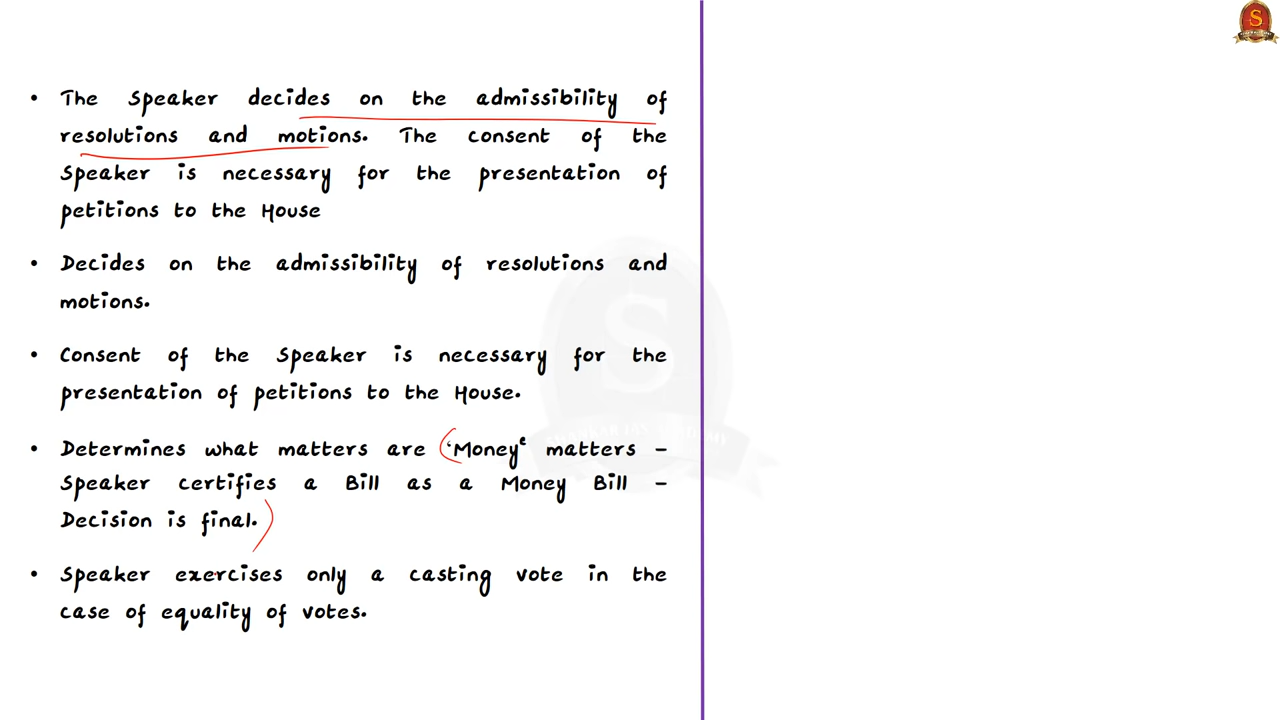 • The Speaker decides on the admissibility of
resolutions and motions. The consent of the
Speaker is necessary for the presentation of
petitions to the House
• Decides on the admissibility of resolutions and
motions.
• Consent of the Speaker is necessary for the
presentation of petitions to the House.
• Determines what matters are ‘Money‘ matters –
Speaker certifies a Bill as a Money Bill –
Decision is final.
• Speaker exercises only a casting vote in the
case of equality of votes.
S
S